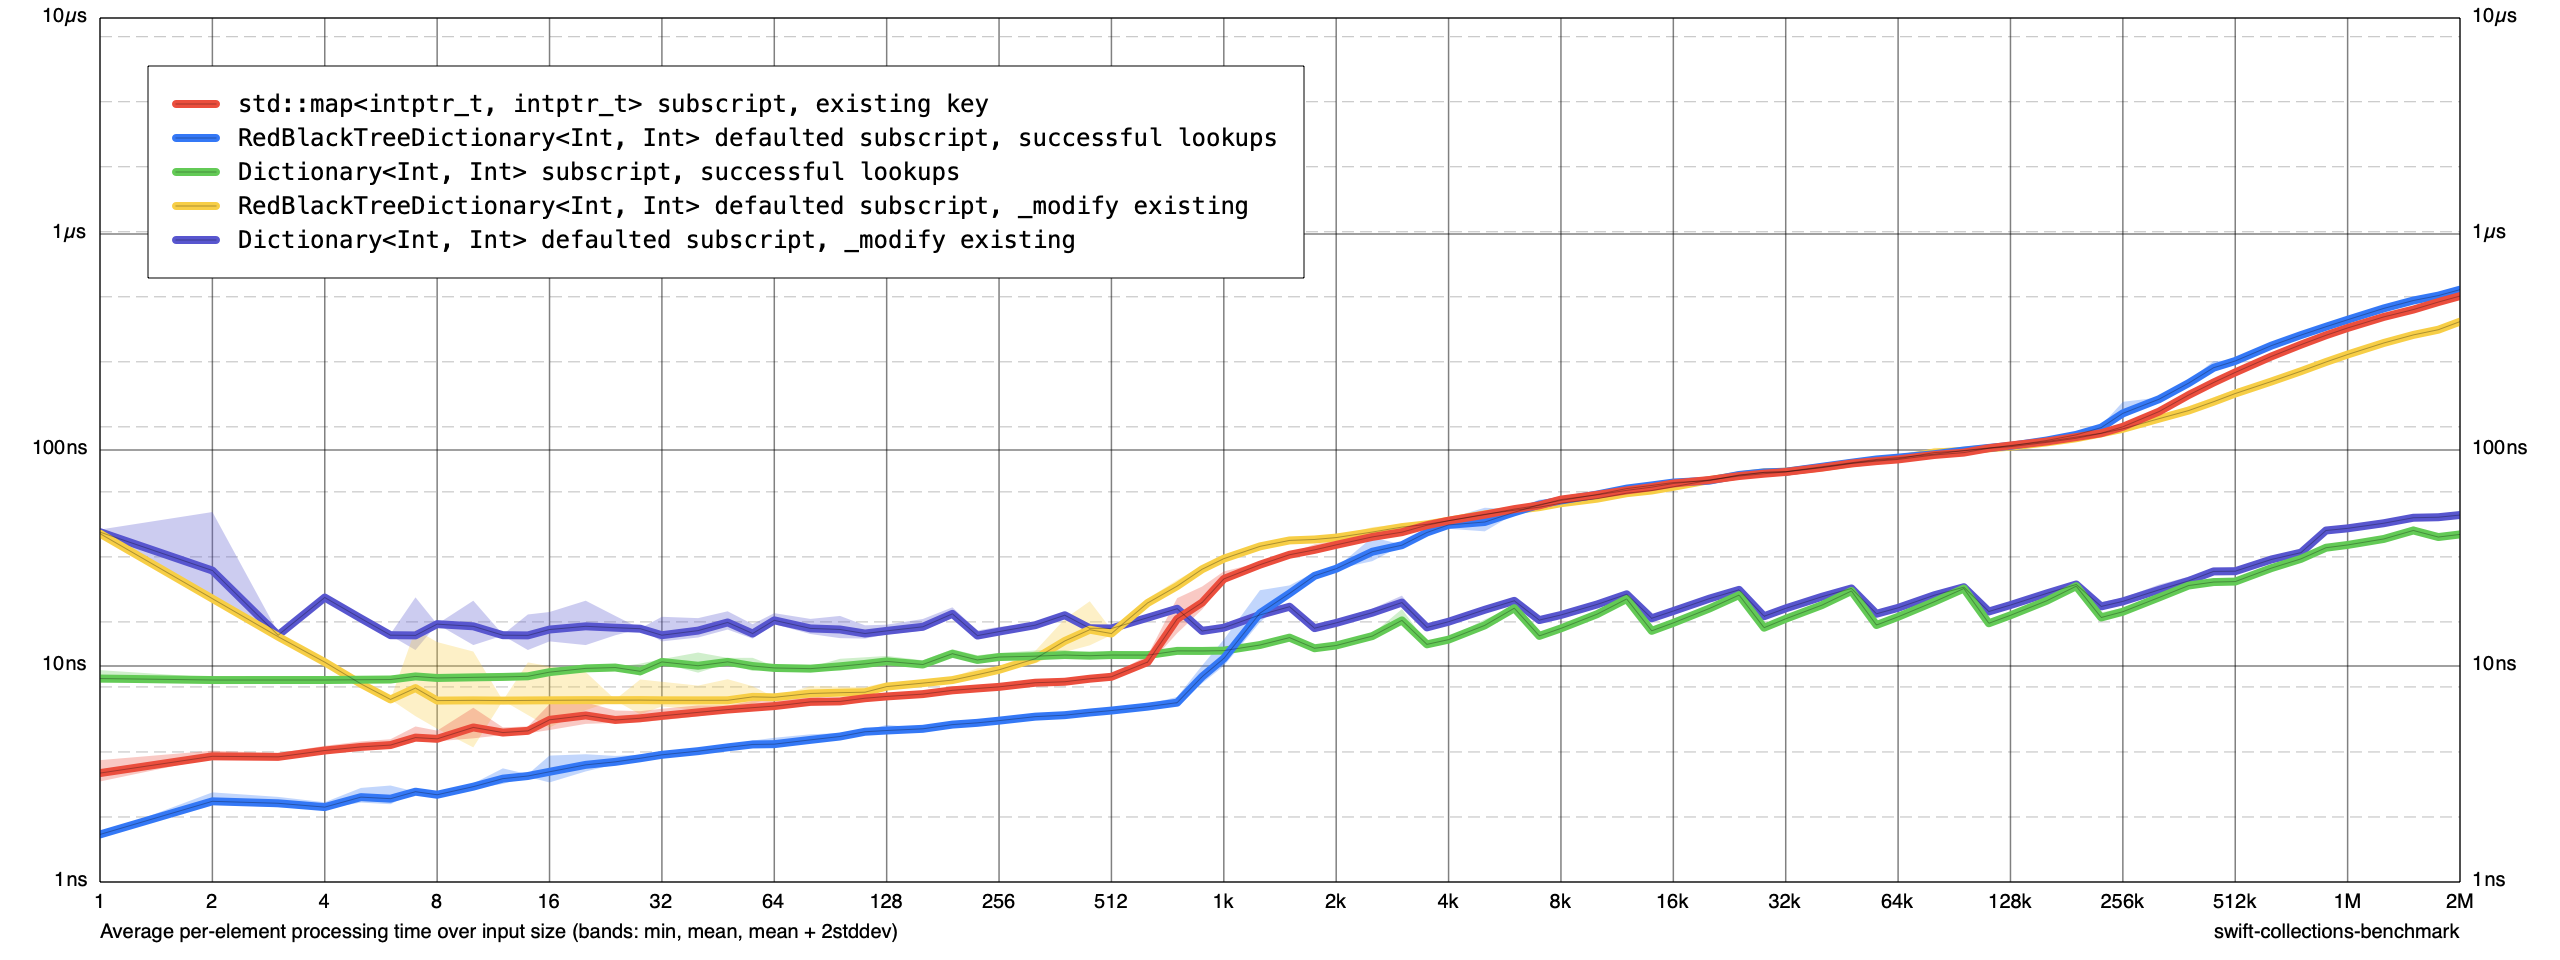 10µs
10µs
std::map<intptr_t, intptr_t> subscript, existing key
RedBlackTreeDictionary<Int, Int> defaulted subscript, successful lookups
Dictionary<Int, Int> subscript, successful lookups
RedBlackTreeDictionary<Int, Int> defaulted subscript, _modify existing
Dictionary<Int, Int> defaulted subscript, _modify existing
1µs
1µs
100ns
100ns
10ns
10ns
1ns
1ns
1 2 4 8 16 32 64 128 256 512 1k 2k 4k 8k 16k 32k 64k 128k 256k 512k 1M 2M
Average per-element processing time over input size (bands: min, mean, mean + 2stddev)
swift-collections-benchmark